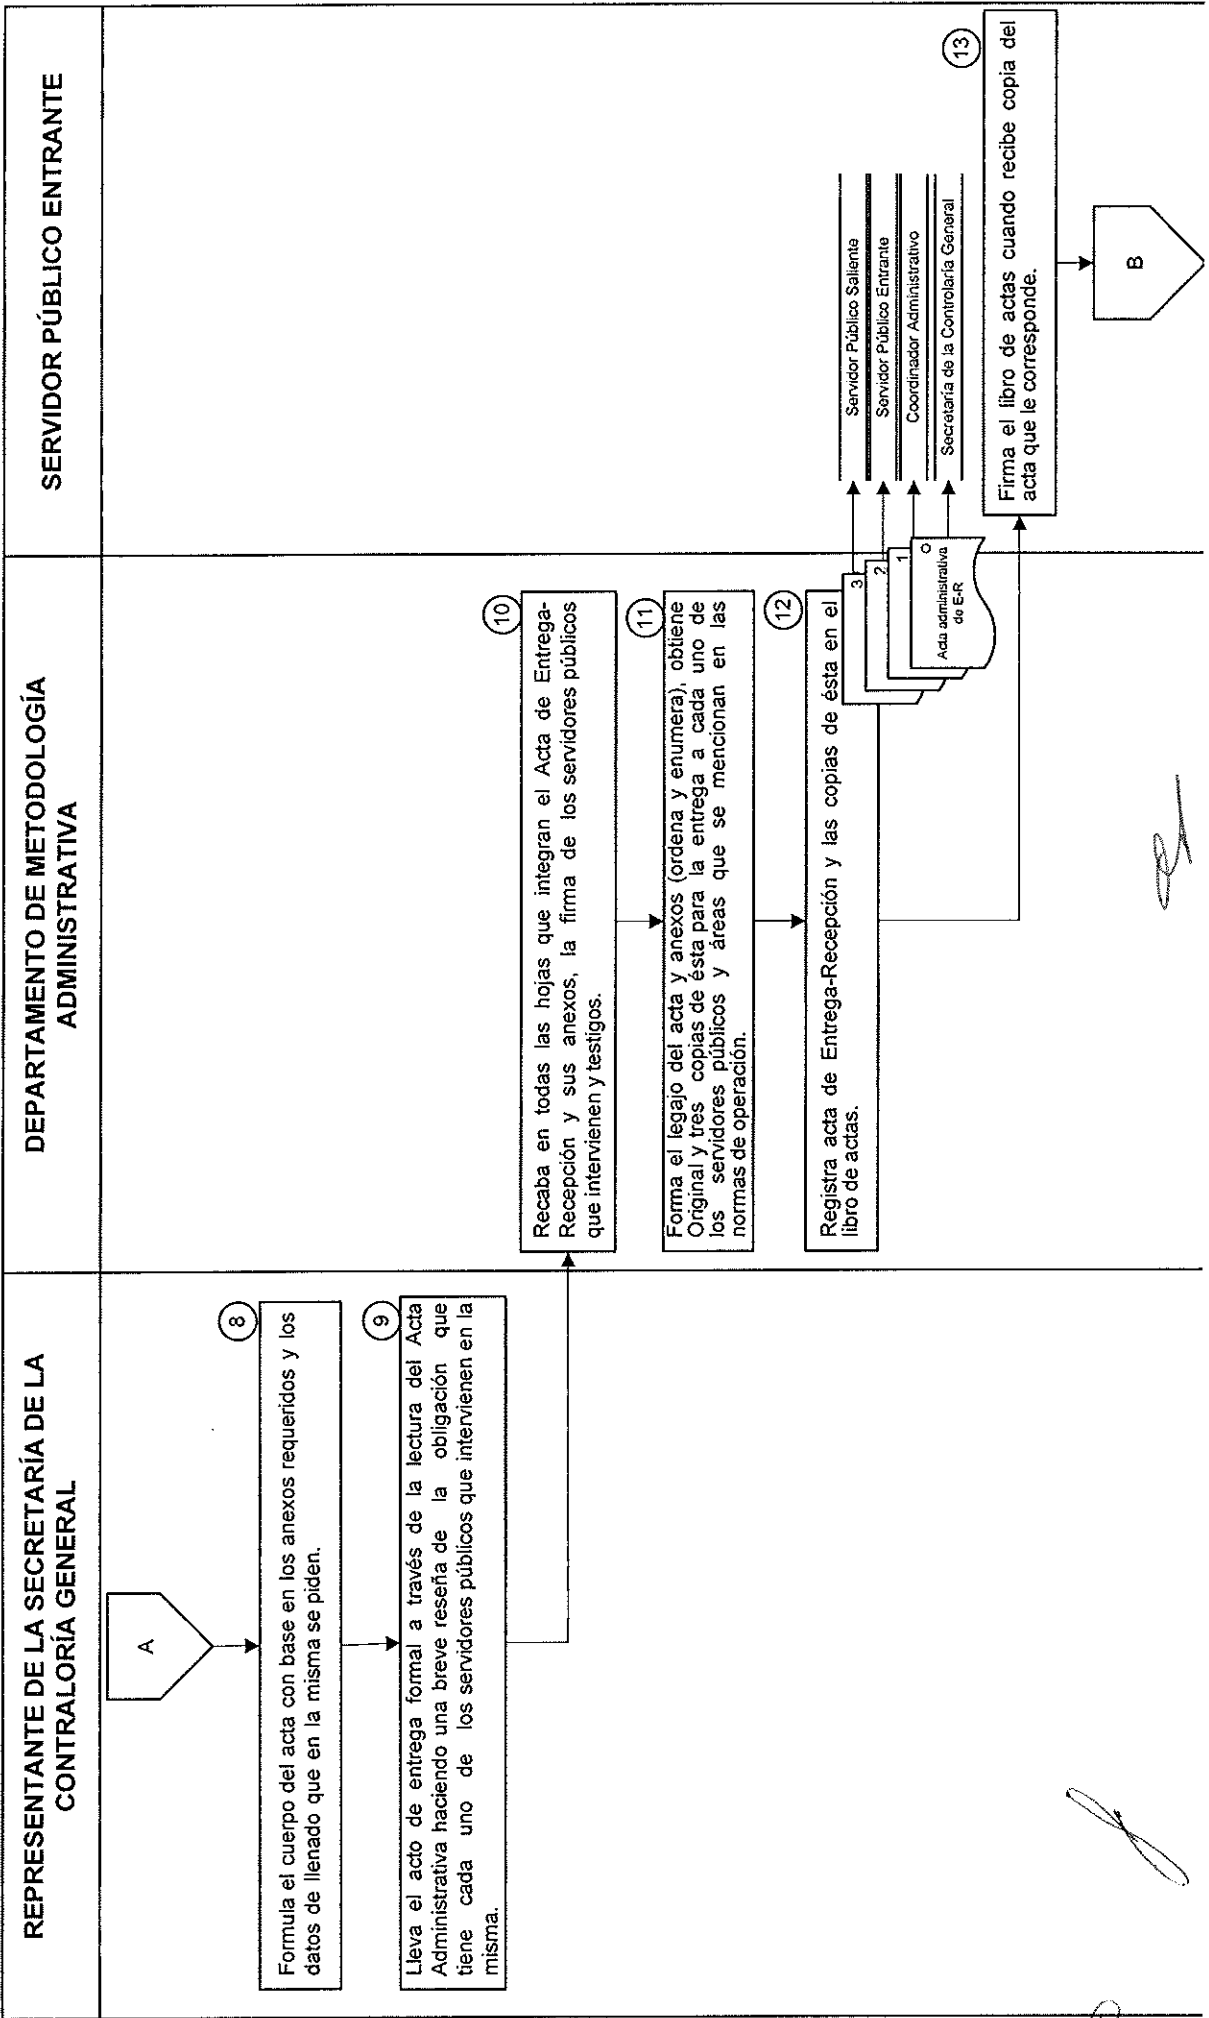 REPRESENTANTE DE LA SECRETARÍA DE LA
CONTRALORÍA GENERAL
DEPARTAMENTO DE METODOLOGÍA
ADMINISTRATIVA
SERVIDOR PÚBLICO ENTRANTE
A
8
Formula el cuerpo del acta con base en los anexos requeridos y los
datos de llenado que en la misma se piden.
9
Lleva el acto de entrega formal a través de la lectura del Acta
Administrativa haciendo una breve reseña de la obligación que
tiene cada uno de los servidores públicos que intervienen en la
misma.
10
Recaba en todas las hojas que integran el Acta de Entrega-
Recepción y sus anexos, la firma de los servidores públicos
que intervienen y testigos.
11
Forma el legajo del acta y anexos (ordena y enumera), obtiene
Original y tres copias de ésta para la entrega a cada uno de
los servidores públicos y áreas que se mencionan en las
normas de operación.
12
Registra acta de Entrega-Recepción y las copias de ésta en el
libro de actas.
3
2
1
O
Acta administrativa
de E-R
Servidor Público Saliente
Servidor Público Entrante
Coordinador Administrativo
Secretaría de la Controlaría General
13
Firma el libro de actas cuando recibe copia del
acta que le corresponde.
B